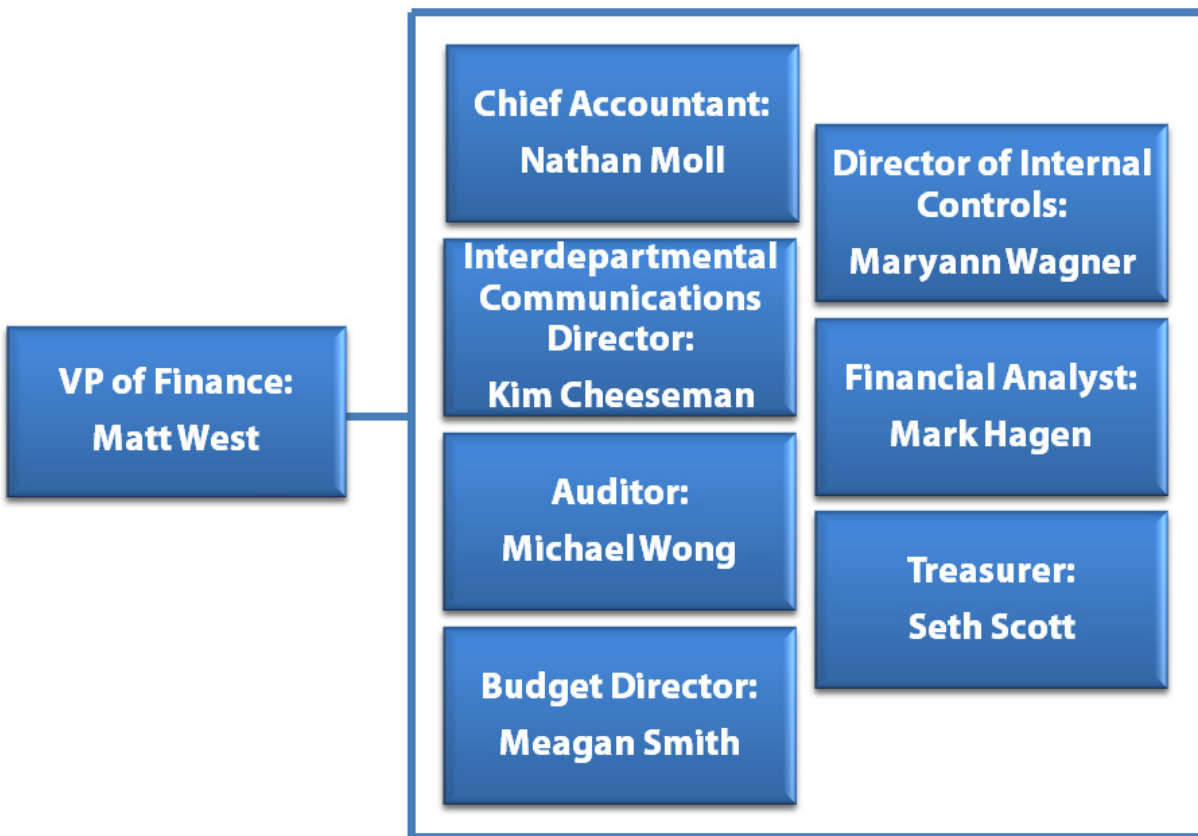 VP of Finance:
Matt West
Chief Accountant:
Nathan Moll
Interdepartmental
Communications
Director:
Kim Cheeseman
Auditor:
Michael Wong
Budget Director:
Meagan Smith
Director of Internal
Controls:
Maryann Wagner
Financial Analyst:
Mark Hagen
Treasurer:
Seth Scott